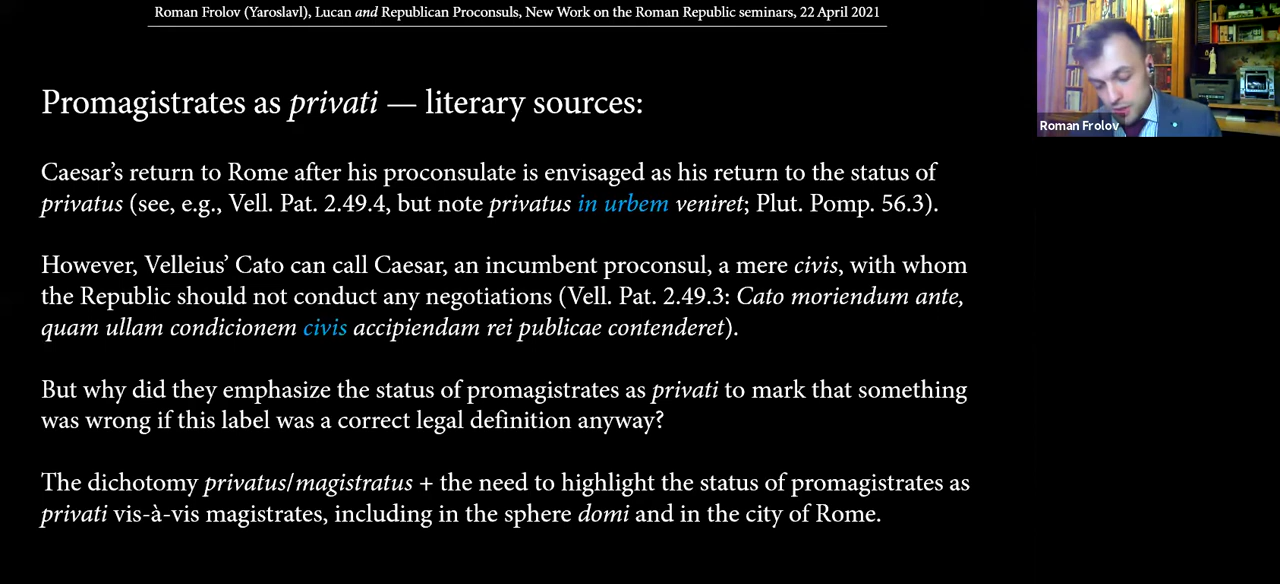 Roman Frolov (Yaroslavl), Lucan and Republican Proconsuls, New Work on the Roman Republic seminars, 22 April 2021
Promagistrates as privati — literary sources:
Caesar’s return to Rome after his proconsulate is envisaged as his return to the status of
privatus (see, e.g., Vell. Pat. 2.49.4, but note privatus in urbem veniret; Plut. Pomp. 56.3).
However, Velleius’ Cato can call Caesar, an incumbent proconsul, a mere civis, with whom
the Republic should not conduct any negotiations (Vell. Pat. 2.49.3: Cato moriendum ante,
quam ullam condicionem civis accipiendam rei publicae contenderet).
But why did they emphasize the status of promagistrates as privati to mark that something
was wrong if this label was a correct legal definition anyway?
The dichotomy privatus/magistratus + the need to highlight the status of promagistrates as
privati vis-à-vis magistrates, including in the sphere domi and in the city of Rome.
Roman Frolov